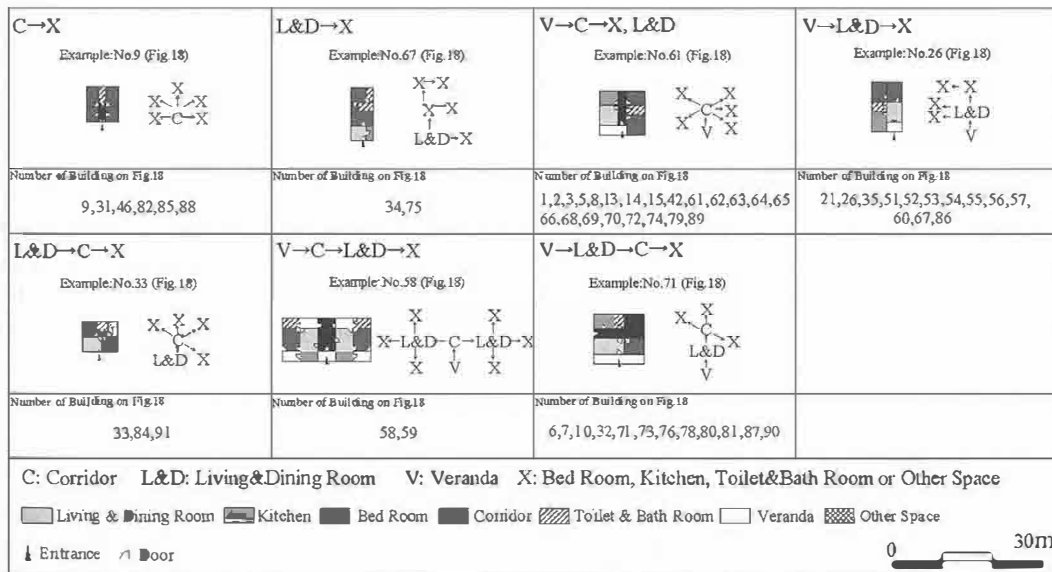 C→X
Example:No.9 (Fig.18)
X
X X
X C X
Number of Building on Fig.18
9,31,46,82,85,88
L&D→X
Example:No.67 (Fig.18)
X→X
X X
L&D→X
Number of Building on Fig.18
34,75
V→C→X, L&D
Example:No.61 (Fig.18)
X X
C X
X V X
Number of Building on Fig.18
1,2,3,5,8,13,14,15,42,61,62,63,64,65
66,68,69,70,72,74,79,89
V→L&D→X
Example:No.26 (Fig.18)
X←X
X
X L&D
V
Number of Building on Fig.18
21,26,35,51,52,53,54,55,56,57,
60,67,86
L&D→C→X
Example:No.33 (Fig.18)
X X X
C
L&D X
Number of Building on Fig.18
33,84,91
V→C→L&D→X
Example:No.58 (Fig.18)
X X
X←L&D–C→L&D→X
X V X
Number of Building on Fig.18
58,59
V→L&D→C→X
Example:No.71 (Fig.18)
X
X C
L&D X
V
Number of Building on Fig.18
6,7,10,32,71,73,76,78,80,81,87,90
C: Corridor L&D: Living&Dining Room V: Veranda X: Bed Room, Kitchen, Toilet&Bath Room or Other Space
Living & Dining Room Kitchen Bed Room Corridor Toilet & Bath Room Veranda Other Space
Entrance Door
0 30m